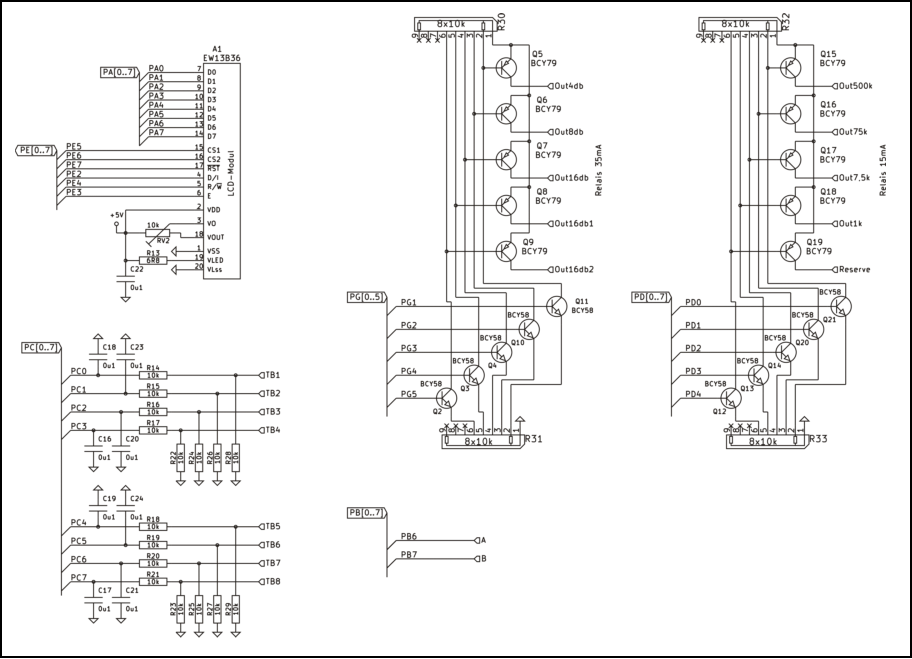 A1
EW13B36
LCD-Modul
PA[0..7]
PA0 7 D0
PA1 8 D1
PA2 9 D2
PA3 10 D3
PA4 11 D4
PA5 12 D5
PA6 13 D6
PA7 14 D7
PE[0..7]
PE5 15 CS1
PE6 16 CS2
PE7 17 RST
PE2 4 D/I
PE4 5 R/W
PE3 6 E
2 VDD
+5V
3 VO
10k
RV2
18 VOUT
1 VSS
R13
6R8
19 VLED
20 VLss
C22
0u1
PC[0..7]
C18
0u1
C23
0u1
PC0 R14 10k TB1
PC1 R15 10k TB2
PC2 R16 10k TB3
PC3 R17 10k TB4
C16
0u1
C20
0u1
R22 10k
R24 10k
R26 10k
R28 10k
C19
0u1
C24
0u1
PC4 R18 10k TB5
PC5 R19 10k TB6
PC6 R20 10k TB7
PC7 R21 10k TB8
C17
0u1
C21
0u1
R23 10k
R25 10k
R27 10k
R29 10k
8x10k R30
9 8 7 6 5 4 3 2 1
Q5
BCY79
Out4db
Q6
BCY79
Out8db
Q7
BCY79
Out16db
Q8
BCY79
Out16db1
Q9
BCY79
Out16db2
Relais 35mA
PG[0..5]
PG1
Q11
BCY58
PG2
BCY58
Q10
PG3
BCY58
Q4
PG4
BCY58
Q3
PG5
BCY58
Q2
9 8 7 6 5 4 3 2 1
8x10k R31
PB[0..7]
PB6 A
PB7 B
8x10k R32
9 8 7 6 5 4 3 2 1
Q15
BCY79
Out500k
Q16
BCY79
Out75k
Q17
BCY79
Out7,5k
Q18
BCY79
Out1k
Q19
BCY79
Reserve
Relais 15mA
PD[0..7]
PD0
BCY58
Q21
PD1
BCY58
Q20
PD2
BCY58
Q14
PD3
BCY58
Q13
PD4
BCY58
Q12
9 8 7 6 5 4 3 2 1
8x10k R33